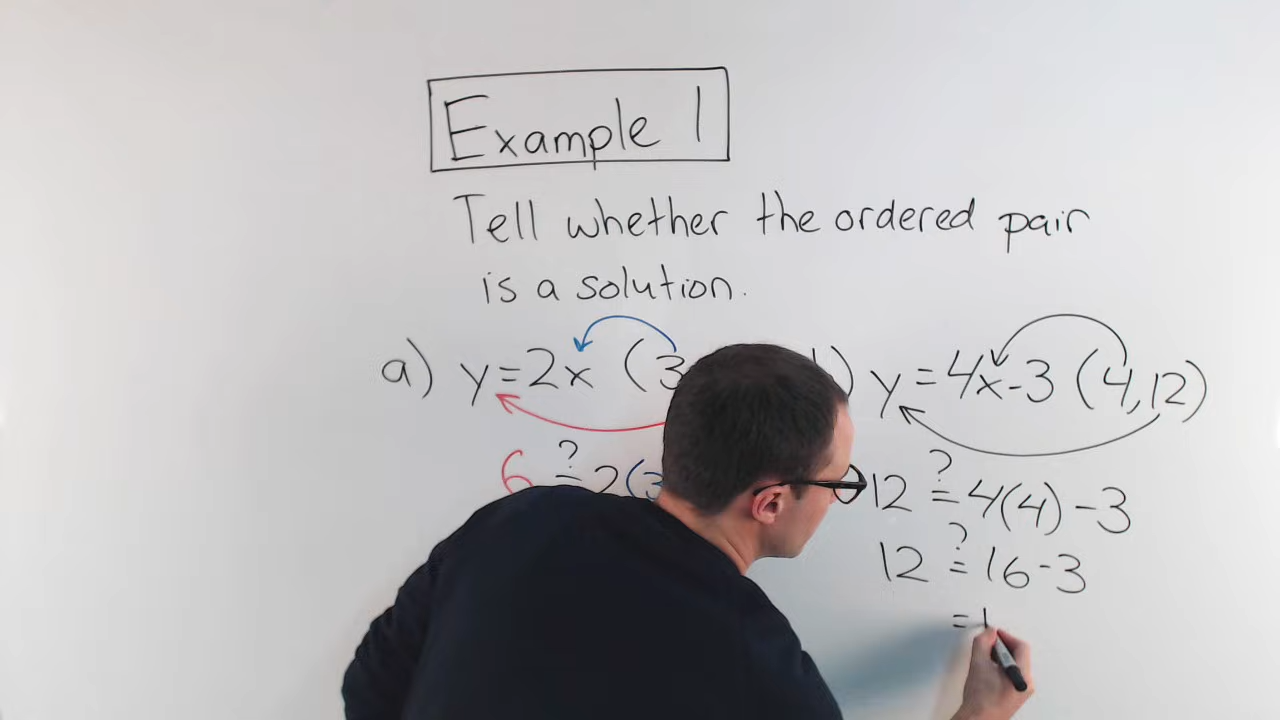 Example 1
Tell whether the ordered pair
is a solution.
a) y=2x (3
6 ?= 2(3
) y=4x-3 (4,12)
12 ?= 4(4)-3
12 ?= 16-3
= 1